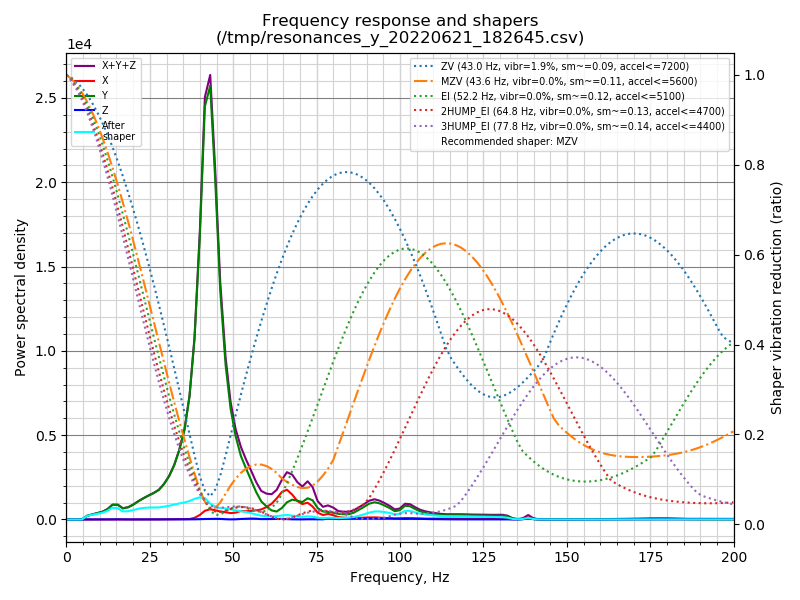 Frequency response and shapers
(/tmp/resonances_y_20220621_182645.csv)
1e4
X+Y+Z
X
Y
Z
After
shaper
ZV (43.0 Hz, vibr=1.9%, sm~=0.09, accel<=7200)
MZV (43.6 Hz, vibr=0.0%, sm~=0.11, accel<=5600)
EI (52.2 Hz, vibr=0.0%, sm~=0.12, accel<=5100)
2HUMP_EI (64.8 Hz, vibr=0.0%, sm~=0.13, accel<=4700)
3HUMP_EI (77.8 Hz, vibr=0.0%, sm~=0.14, accel<=4400)
Recommended shaper: MZV
Power spectral density
2.5
2.0
1.5
1.0
0.5
0.0
1.0
0.8
0.6
0.4
0.2
0.0
Shaper vibration reduction (ratio)
0 25 50 75 100 125 150 175 200
Frequency, Hz